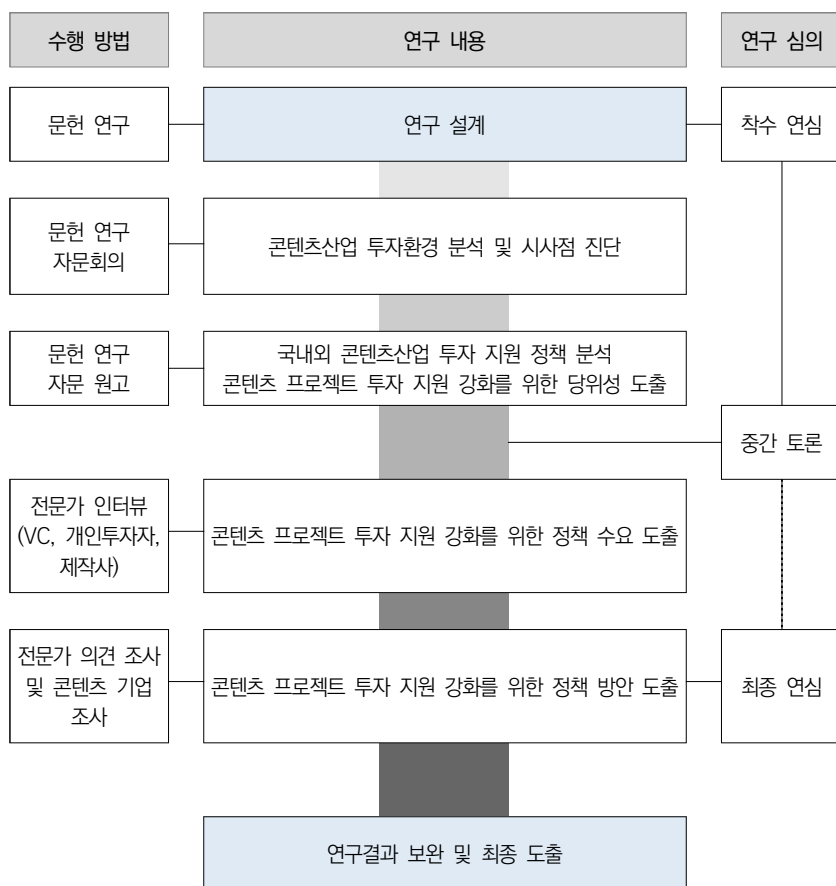 수행 방법
연구 내용
연구 심의
문헌 연구
연구 설계
착수 연심
문헌 연구
자문회의
콘텐츠산업 투자환경 분석 및 시사점 진단
문헌 연구
자문 원고
국내외 콘텐츠산업 투자 지원 정책 분석
콘텐츠 프로젝트 투자 지원 강화를 위한 당위성 도출
중간 토론
전문가 인터뷰
(VC, 개인투자자,
제작사)
콘텐츠 프로젝트 투자 지원 강화를 위한 정책 수요 도출
전문가 의견 조사
및 콘텐츠 기업
조사
콘텐츠 프로젝트 투자 지원 강화를 위한 정책 방안 도출
최종 연심
연구결과 보완 및 최종 도출